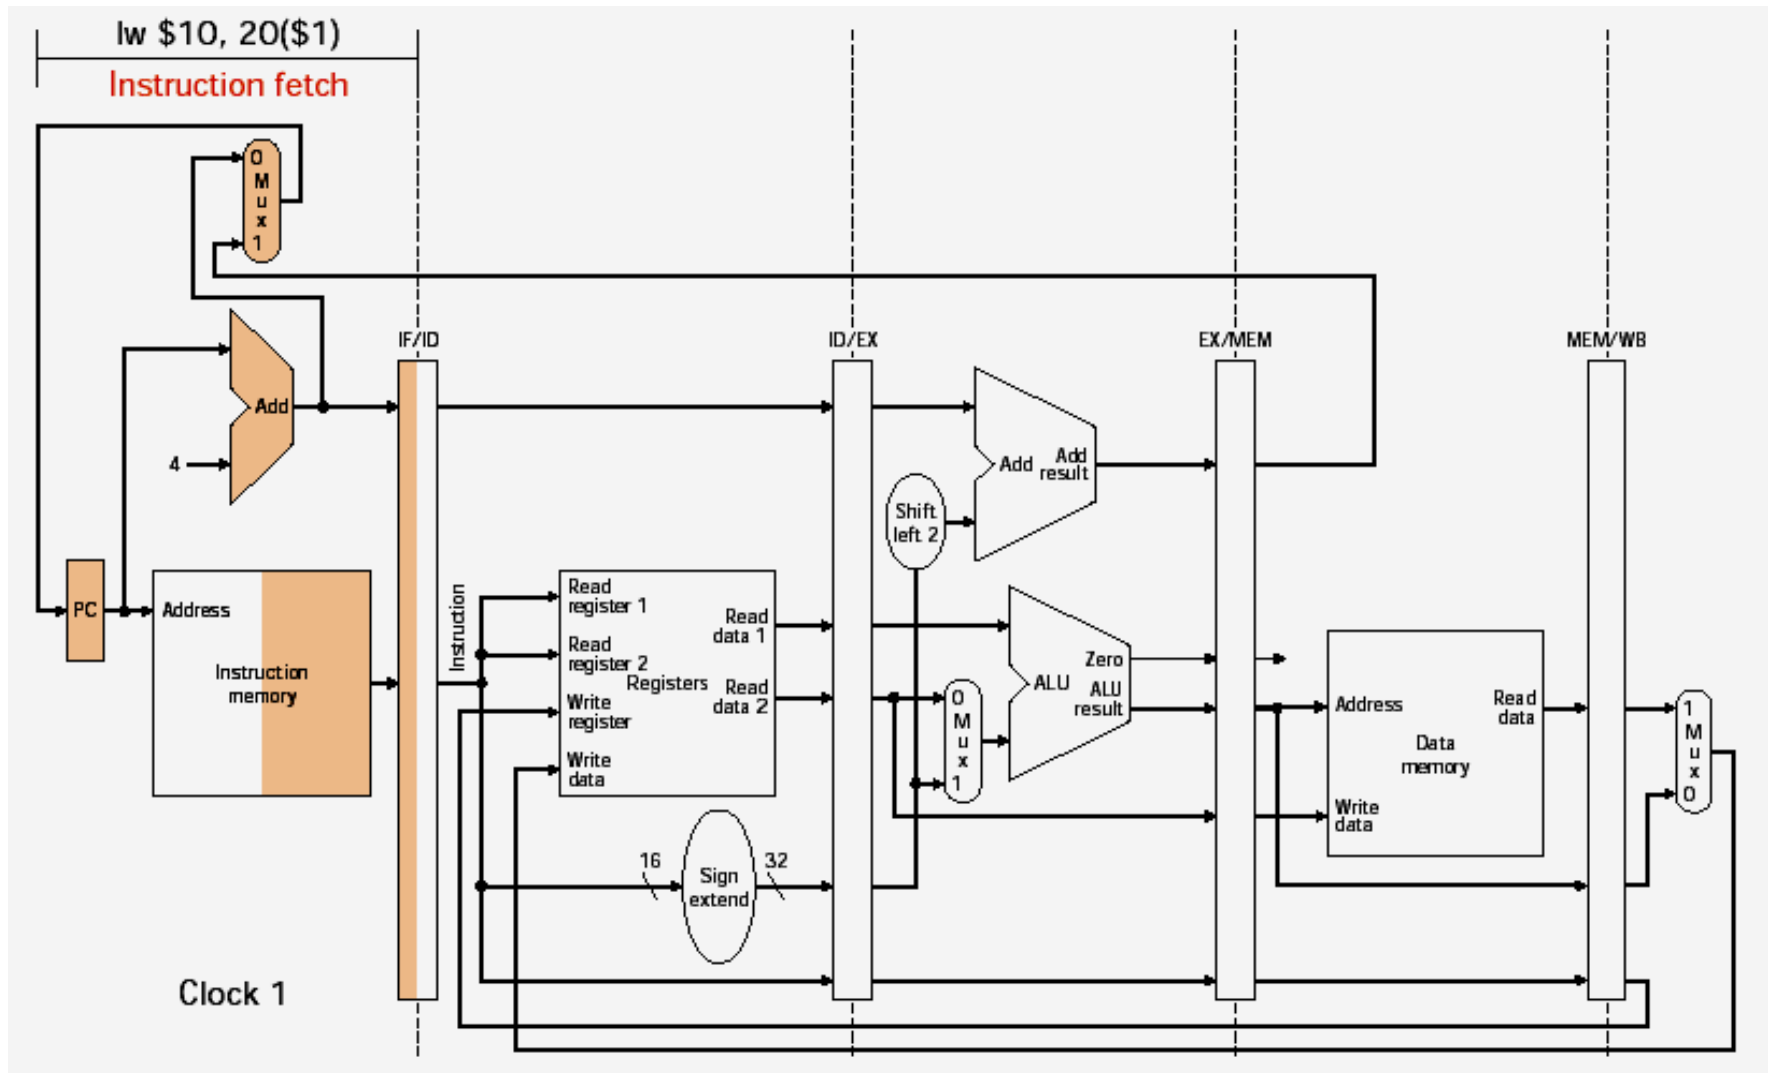 lw $10, 20($1)
Instruction fetch
0
M
u
x
1
Add
4
IF/ID
ID/EX
EX/MEM
MEM/WB
Add
Add
result
Shift
left 2
PC
Address
Instruction
memory
Instruction
Read
register 1
Read
register 2
Write
register
Write
data
Registers
Read
data 1
Read
data 2
0
M
u
x
1
ALU
Zero
ALU
result
Address
Write
data
Data
memory
Read
data
1
M
u
x
0
16
Sign
extend
32
Clock 1